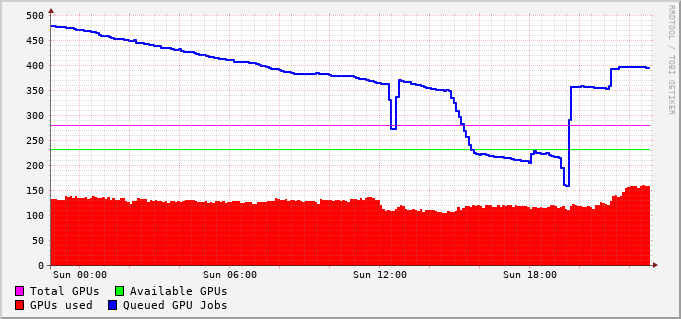 500
450
400
350
300
250
200
150
100
50
0
Sun 00:00 Sun 06:00 Sun 12:00 Sun 18:00
Total GPUs Available GPUs
GPUs used Queued GPU Jobs
RRDTOOL / TOBI OETIKER